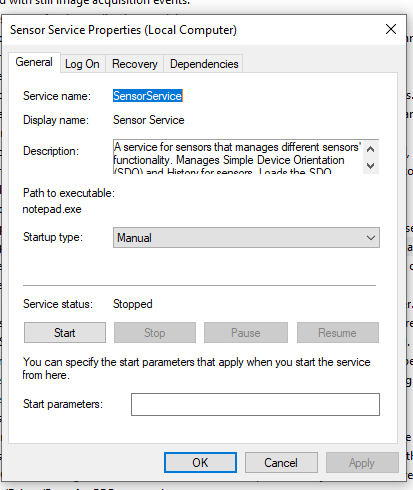 d with still image acquisition events.
Sensor Service Properties (Local Computer)
General Log On Recovery Dependencies
Service name: SensorService
Display name: Sensor Service
Description: A service for sensors that manages different sensors'
functionality. Manages Simple Device Orientation
(SDO) and History for sensors. Loads the SDO
Path to executable:
notepad.exe
Startup type: Manual
Service status: Stopped
Start Stop Pause Resume
You can specify the start parameters that apply when you start the service
from here.
Start parameters:
OK Cancel Apply